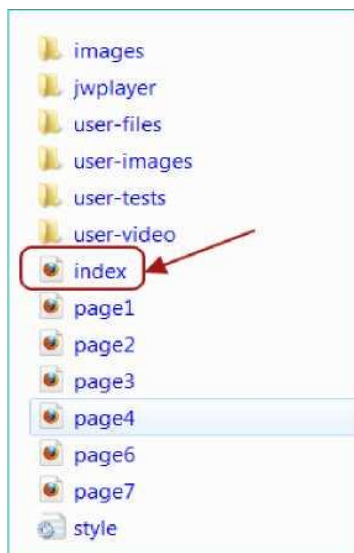 images
jwplayer
user-files
user-images
user-tests
user-video
index
page1
page2
page3
page4
page6
page7
style